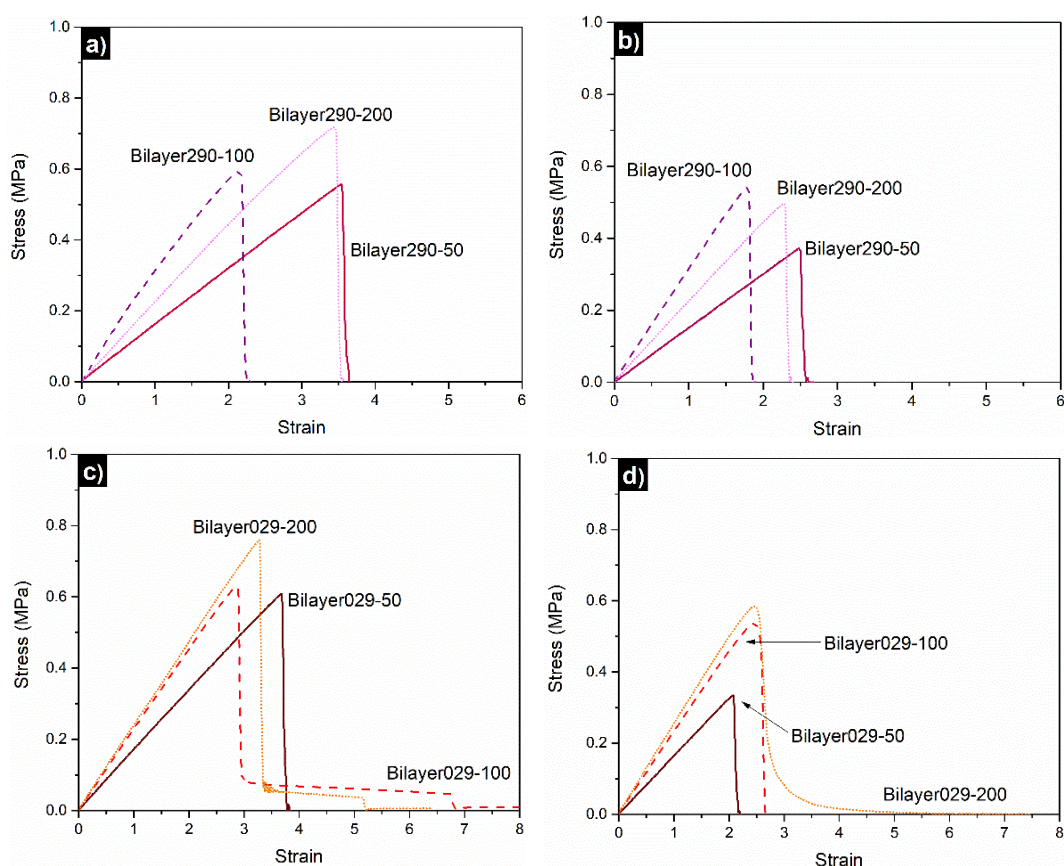 a)
1.0
0.8
0.6
0.4
0.2
0.0
Stress (MPa)
Bilayer290-200
Bilayer290-100
Bilayer290-50
0 1 2 3 4 5 6
Strain
b)
1.0
0.8
0.6
0.4
0.2
0.0
Stress (MPa)
Bilayer290-100
Bilayer290-200
Bilayer290-50
0 1 2 3 4 5 6
Strain
c)
1.0
0.8
0.6
0.4
0.2
0.0
Stress (MPa)
Bilayer029-200
Bilayer029-50
Bilayer029-100
0 1 2 3 4 5 6 7 8
Strain
d)
1.0
0.8
0.6
0.4
0.2
0.0
Stress (MPa)
Bilayer029-100
Bilayer029-50
Bilayer029-200
0 1 2 3 4 5 6 7 8
Strain